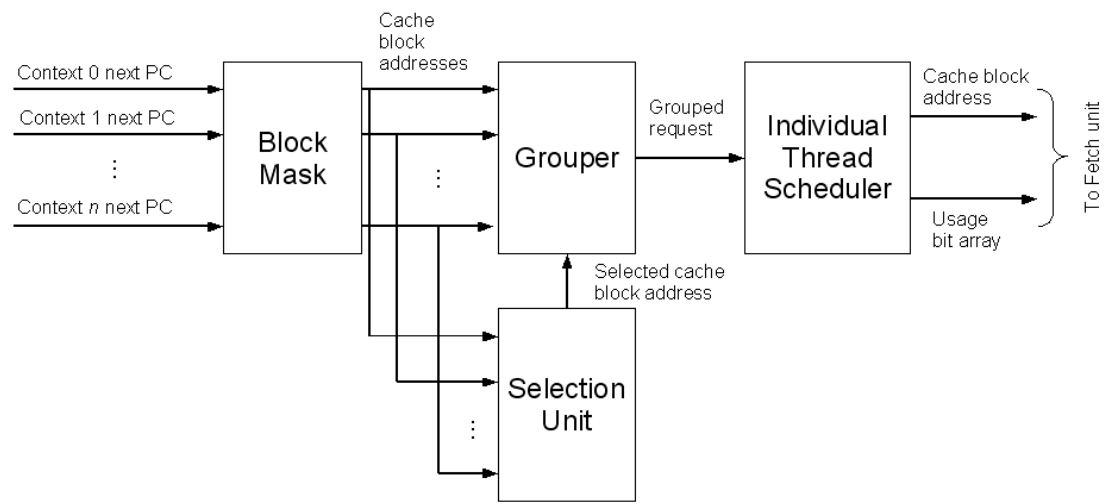 Cache
block
addresses
Context 0 next PC
Context 1 next PC
⋮
Context n next PC
Block
Mask
⋮
Grouper
Grouped
request
Individual
Thread
Scheduler
Cache block
address
Usage
bit array
To Fetch unit
Selected cache
block address
Selection
Unit
⋮